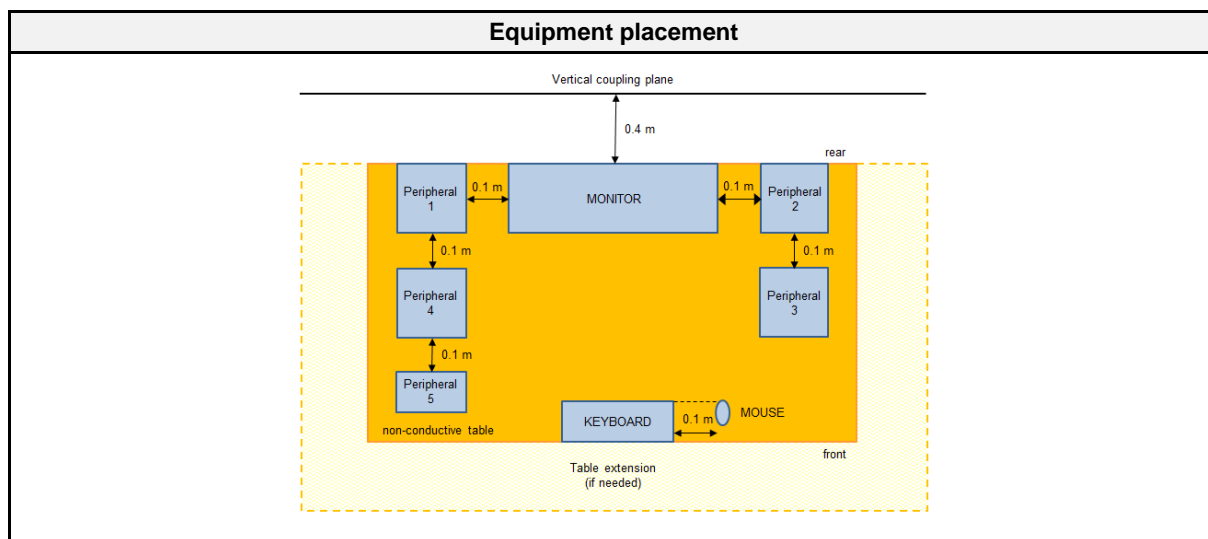 Equipment placement
Vertical coupling plane
0.4 m
rear
Peripheral
1
0.1 m
MONITOR
0.1 m
Peripheral
2
0.1 m
0.1 m
Peripheral
4
Peripheral
3
0.1 m
Peripheral
5
KEYBOARD
0.1 m
MOUSE
non-conductive table
front
Table extension
(if needed)